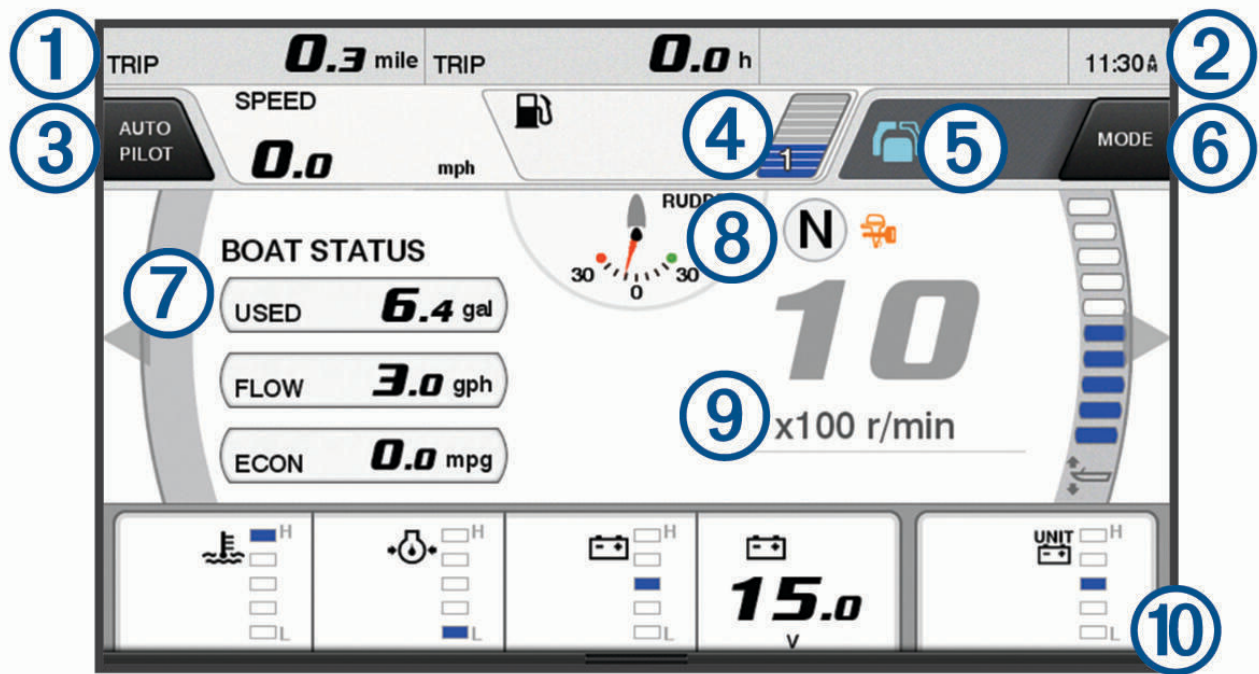 1 TRIP 0.3 mile TRIP 0.0 h 11:30A 2
3 AUTO PILOT SPEED 0.0 mph 4 1 5 MODE 6
RUD
8 N
BOAT STATUS
7 USED 6.4 gal
30 0 30
10
FLOW 3.0 gph
9 x100 r/min
ECON 0.0 mpg
H H H UNIT H
15.0
L L L V L 10